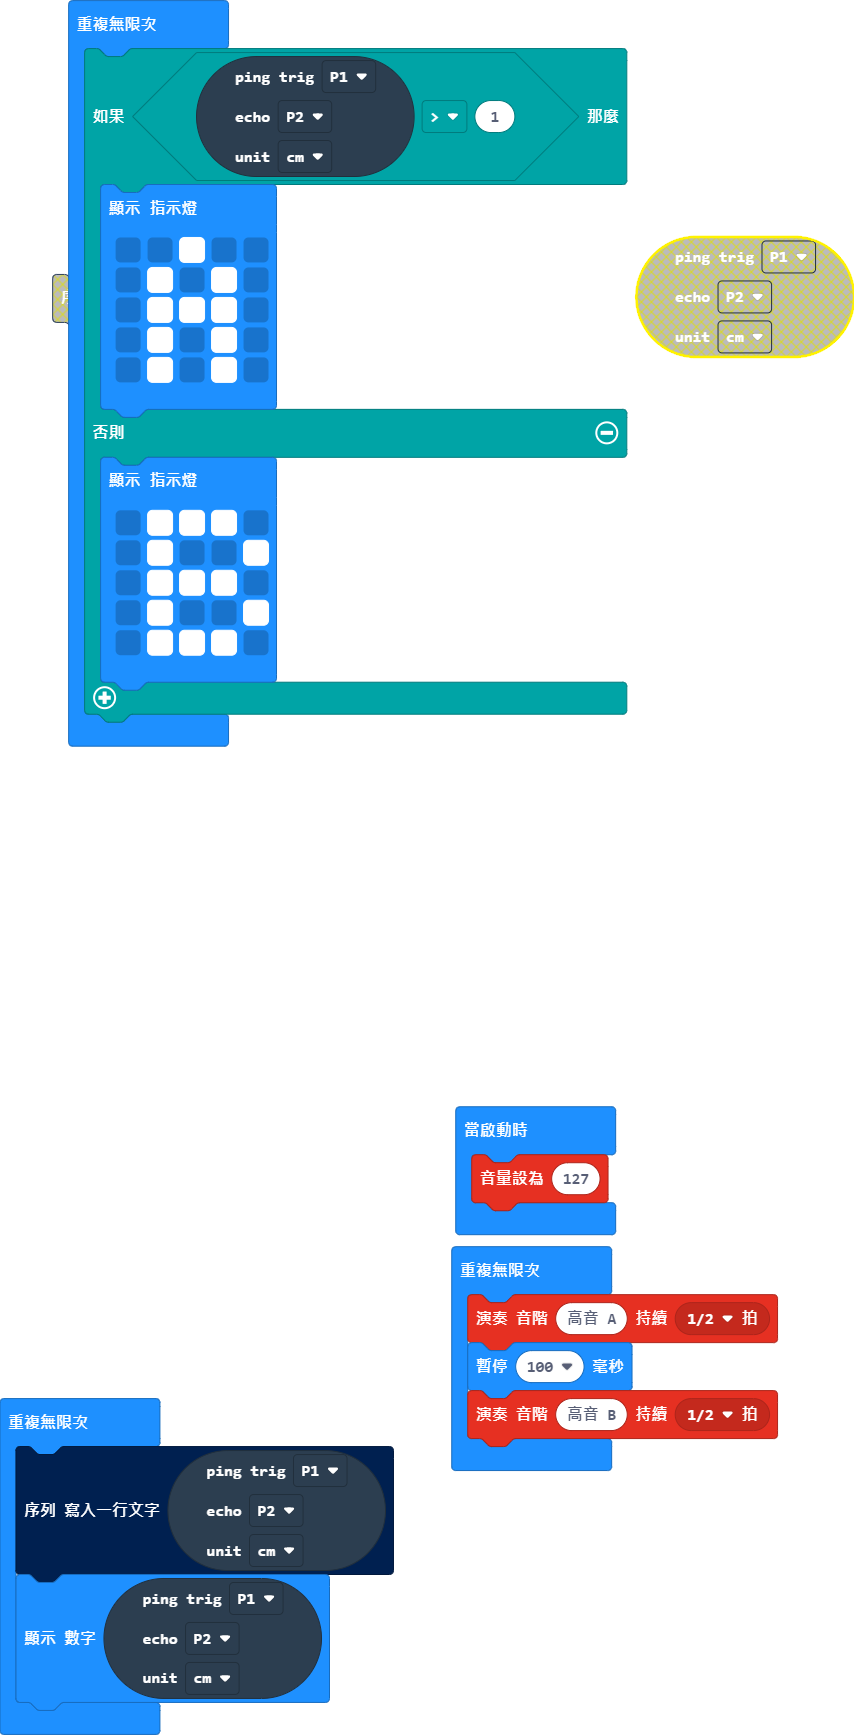 重複無限次
如果 ping trig P1 echo P2 unit cm > 1 那麼
顯示 指示燈
ping trig P1
echo P2
unit cm
否則
顯示 指示燈
當啟動時
音量設為 127
重複無限次
演奏 音階 高音 A 持續 1/2 拍
暫停 100 毫秒
演奏 音階 高音 B 持續 1/2 拍
重複無限次
序列 寫入一行文字 ping trig P1 echo P2 unit cm
顯示 數字 ping trig P1 echo P2 unit cm